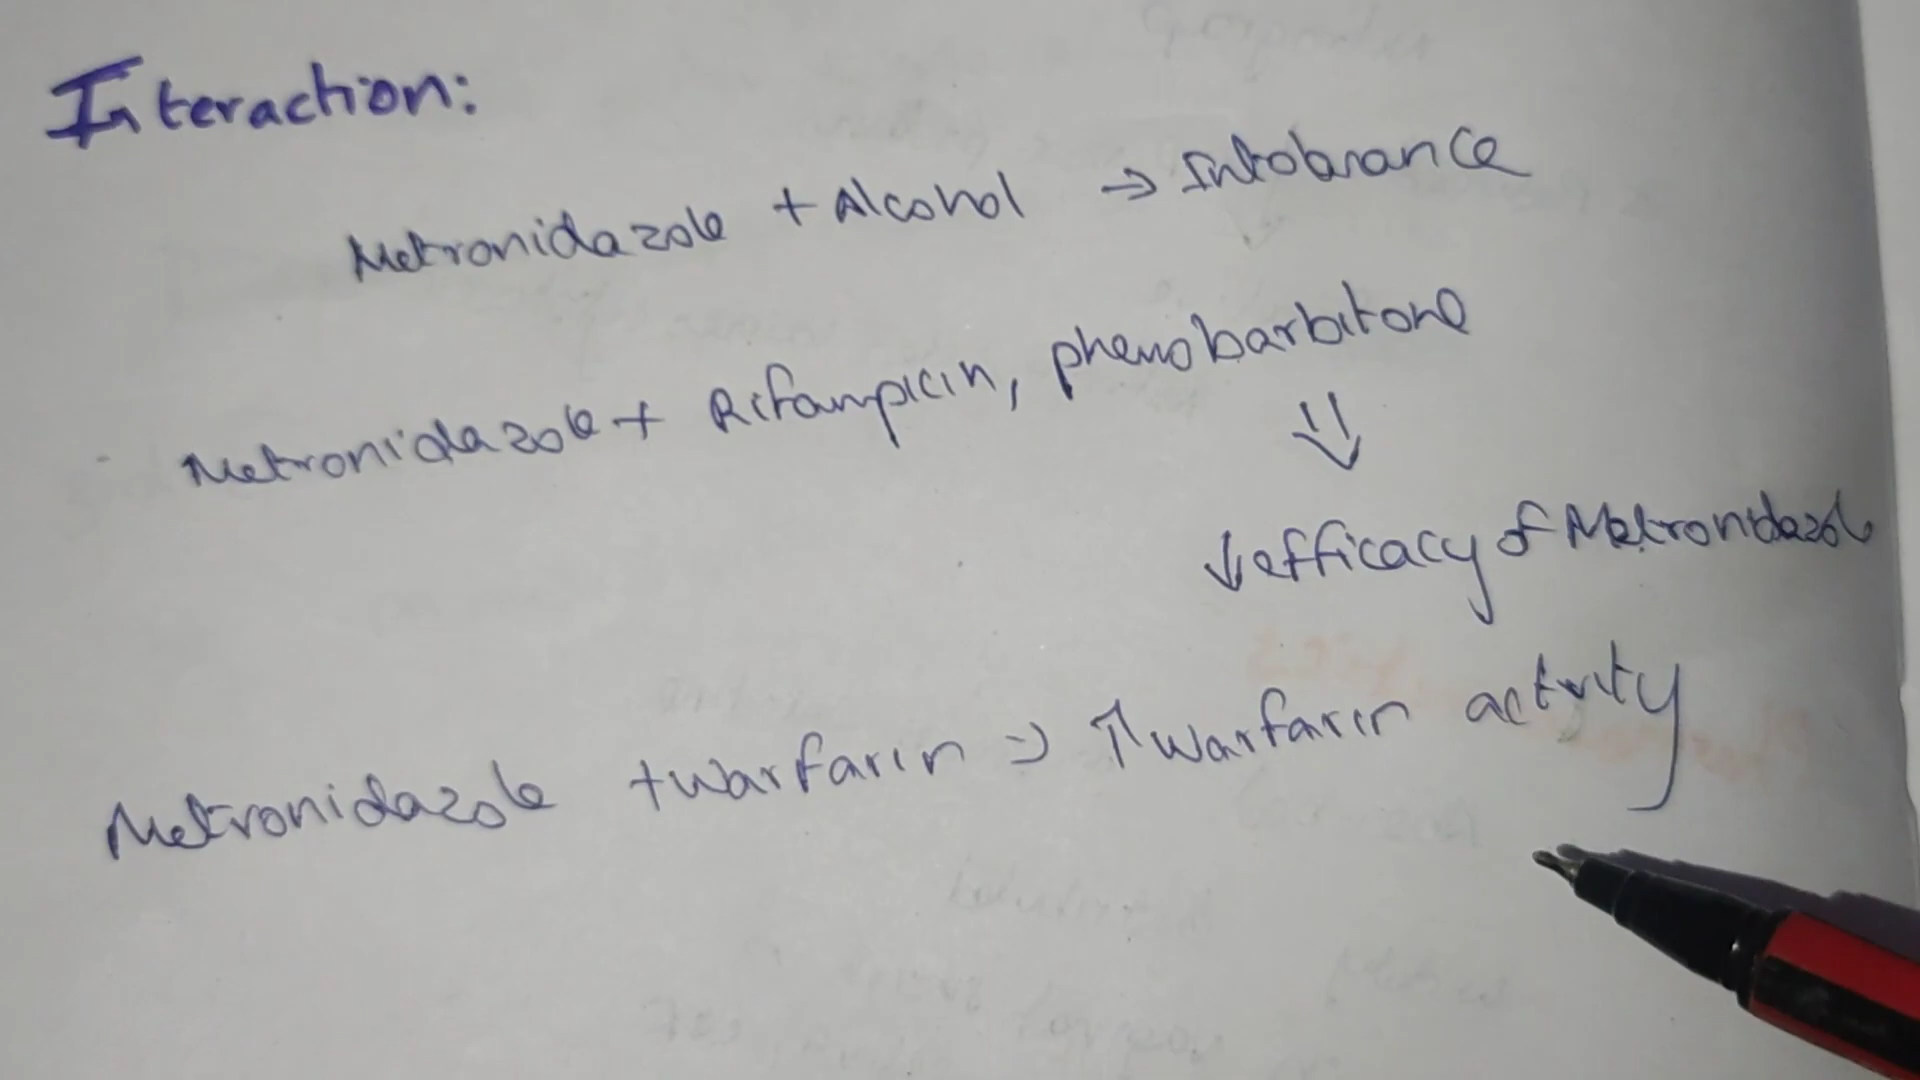 Interaction:
Metronidazole + Alcohol → Intolerance
Metronidazole + Rifampicin, phenobarbitone
⇓
↓ efficacy of Metronidazole
Metronidazole + warfarin ⇒ ↑ warfarin activity